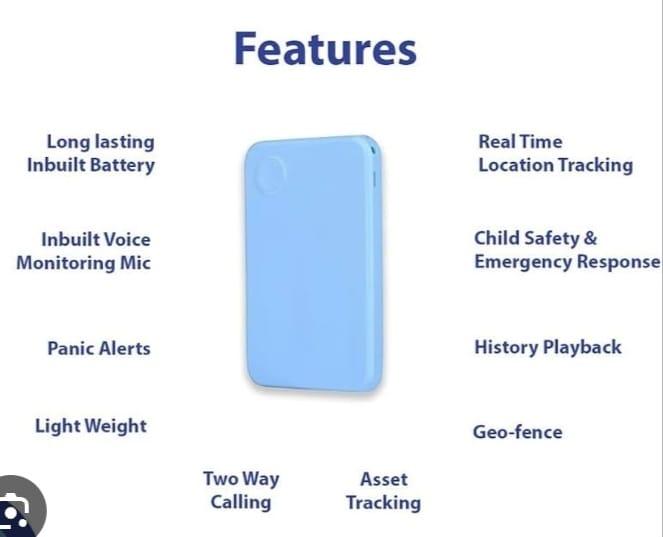 Features
Long lasting
Inbuilt Battery
Real Time
Location Tracking
Inbuilt Voice
Monitoring Mic
Child Safety &
Emergency Response
Panic Alerts
History Playback
Light Weight
Geo-fence
Two Way
Calling
Asset
Tracking